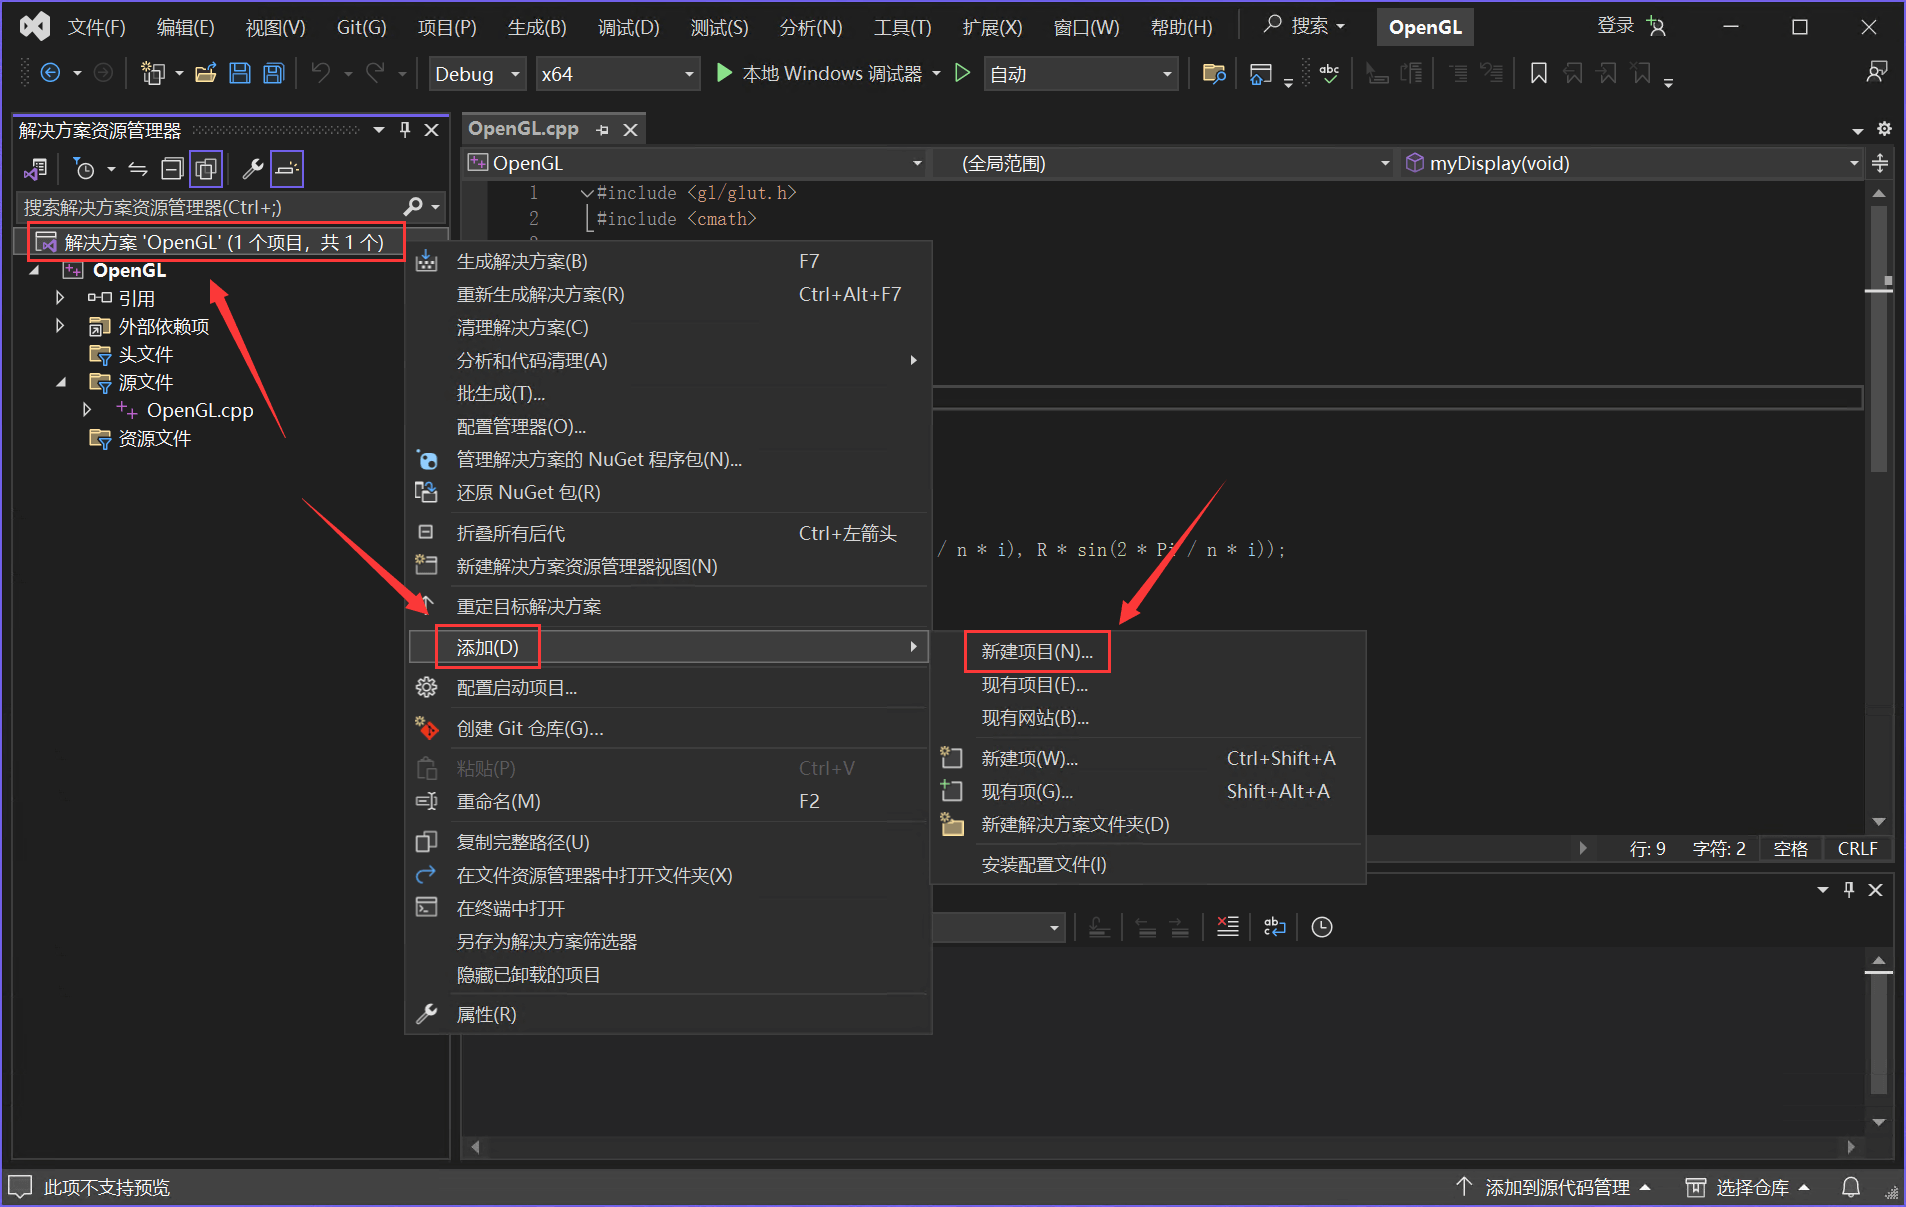 文件(F) 编辑(E) 视图(V) Git(G) 项目(P) 生成(B) 调试(D) 测试(S) 分析(N) 工具(T) 扩展(X) 窗口(W) 帮助(H) 搜索 OpenGL 登录
Debug x64 本地 Windows 调试器 自动
解决方案资源管理器
搜索解决方案资源管理器(Ctrl+;)
解决方案 'OpenGL' (1 个项目，共 1 个)
OpenGL
引用
外部依赖项
头文件
源文件
OpenGL.cpp
资源文件
OpenGL.cpp
OpenGL (全局范围) myDisplay(void)
1 #include <gl/glut.h>
2 #include <cmath>
/ n * i), R * sin(2 * Pi / n * i));
生成解决方案(B) F7
重新生成解决方案(R) Ctrl+Alt+F7
清理解决方案(C)
分析和代码清理(A)
批生成(T)...
配置管理器(O)...
管理解决方案的 NuGet 程序包(N)...
还原 NuGet 包(R)
折叠所有后代 Ctrl+左箭头
新建解决方案资源管理器视图(N)
重定目标解决方案
添加(D)
配置启动项目...
创建 Git 仓库(G)...
粘贴(P) Ctrl+V
重命名(M) F2
复制完整路径(U)
在文件资源管理器中打开文件夹(X)
在终端中打开
另存为解决方案筛选器
隐藏已卸载的项目
属性(R)
新建项目(N)...
现有项目(E)...
现有网站(B)...
新建项(W)... Ctrl+Shift+A
现有项(G)... Shift+Alt+A
新建解决方案文件夹(D)
安装配置文件(I)
行: 9 字符: 2 空格 CRLF
此项不支持预览 添加到源代码管理 选择仓库